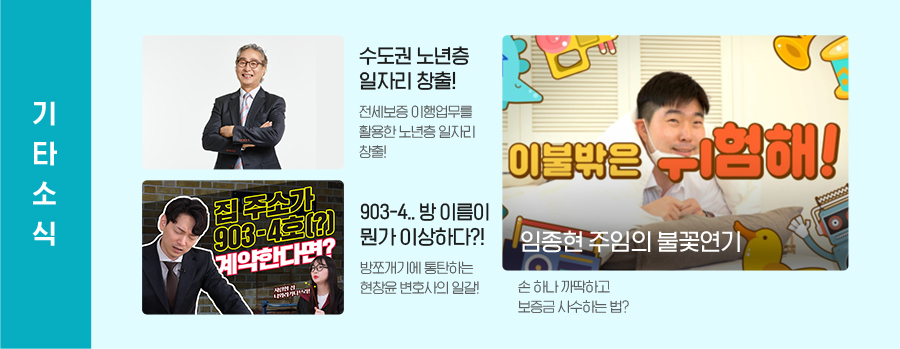 기타소식
수도권 노년층
일자리 창출!
전세보증 이행업무를
활용한 노년층 일자리
창출!
집 주소가
903-4호(?)
계약한다면?
903-4.. 방 이름이
뭔가 이상하다?!
방쪼개기에 통탄하는
현창윤 변호사의 일갈!
이불밖은 위험해!
임종현 주임의 불꽃연기
손 하나 까딱하고
보증금 사수하는 법?